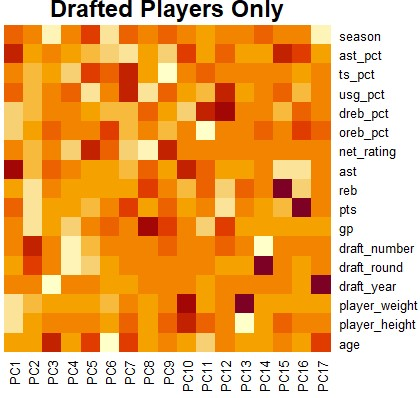 Drafted Players Only
season
ast_pct
ts_pct
usg_pct
dreb_pct
oreb_pct
net_rating
ast
reb
pts
gp
draft_number
draft_round
draft_year
player_weight
player_height
age
PC1 PC2 PC3 PC4 PC5 PC6 PC7 PC8 PC9 PC10 PC11 PC12 PC13 PC14 PC15 PC16 PC17